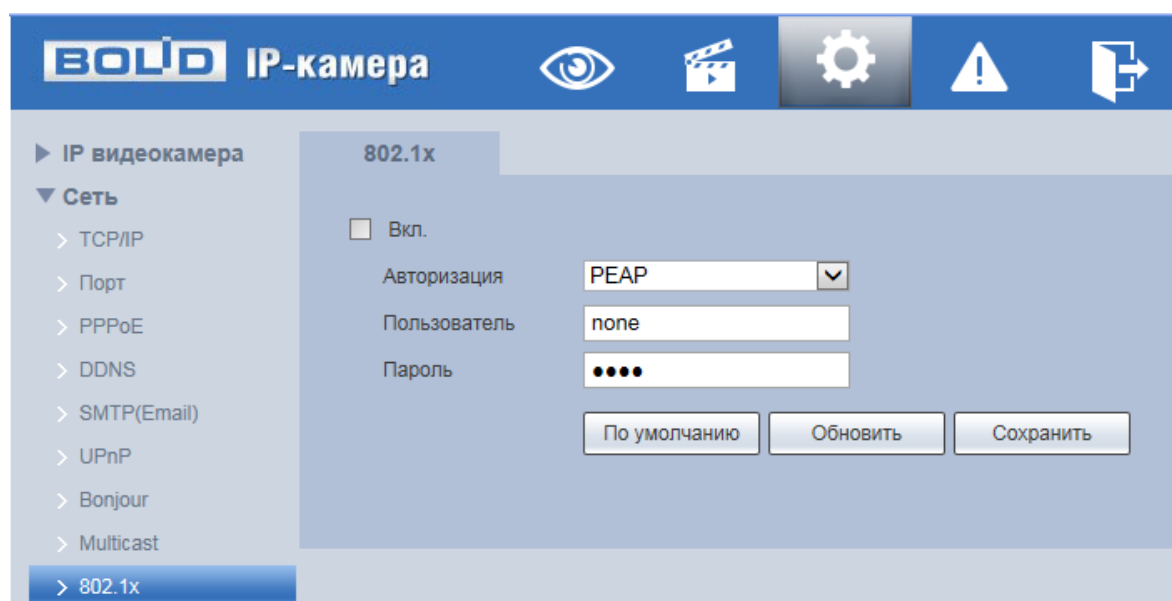 BOLID IP-камера
IP видеокамера
Сеть
TCP/IP
Порт
PPPoE
DDNS
SMTP(Email)
UPnP
Bonjour
Multicast
802.1x
802.1x
Вкл.
Авторизация PEAP
Пользователь none
Пароль ●●●●
По умолчанию Обновить Сохранить